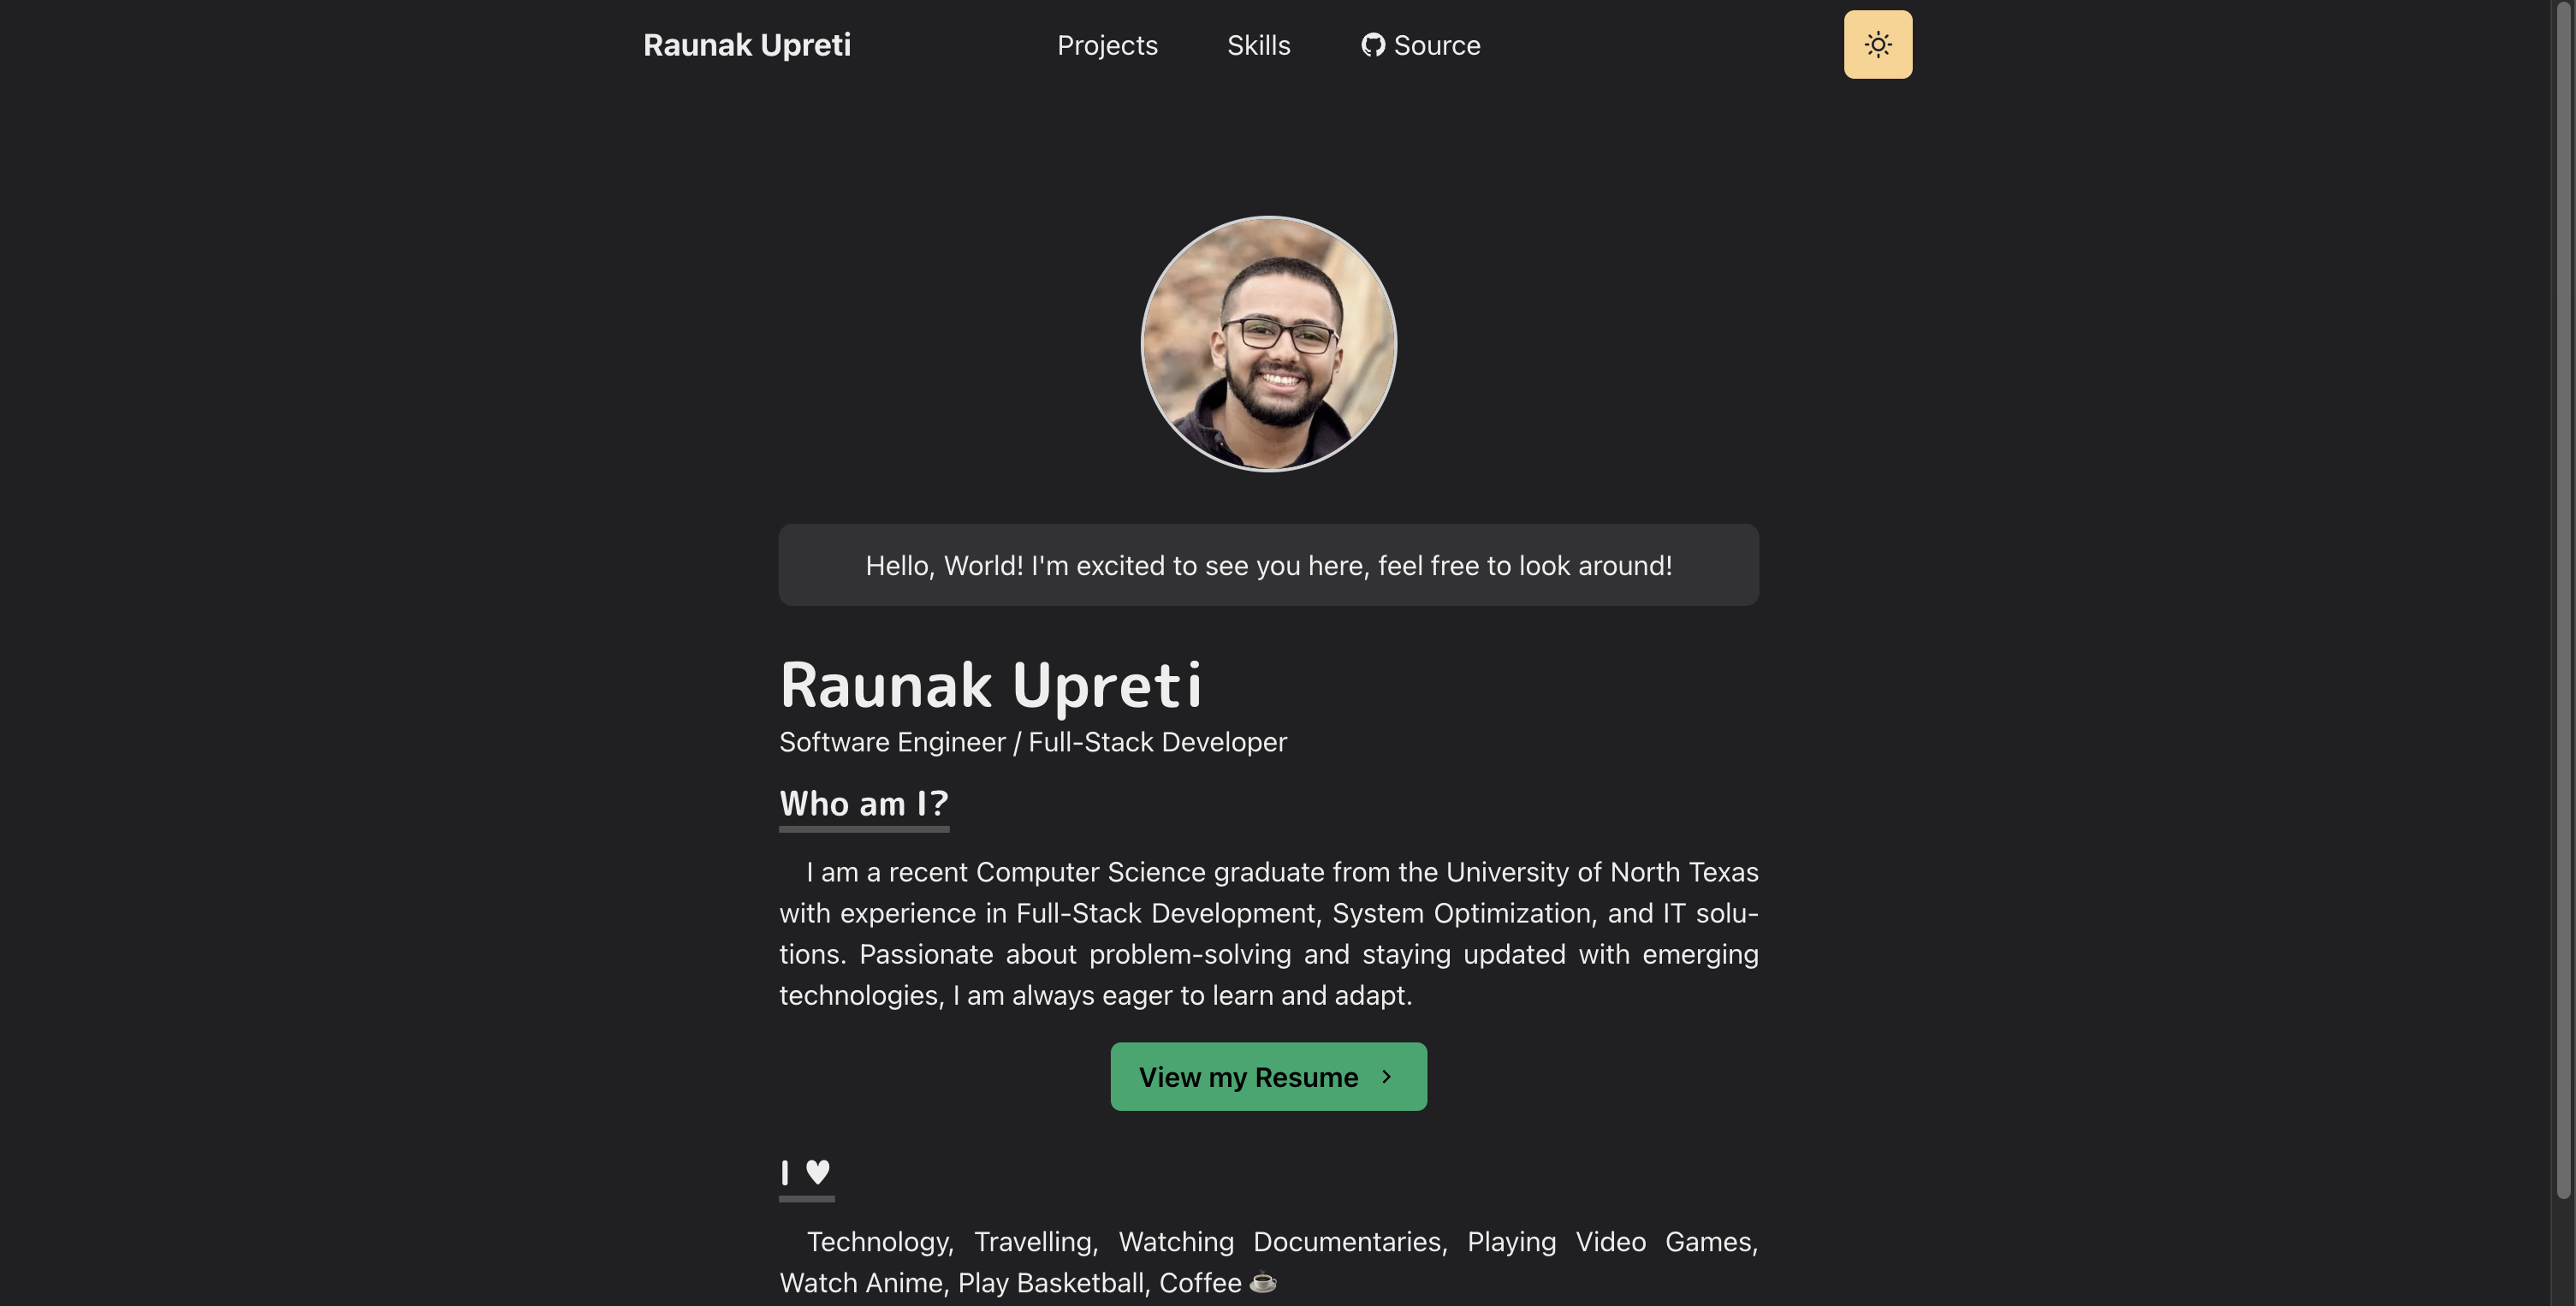 Raunak Upreti
Projects
Skills
Source
Hello, World! I'm excited to see you here, feel free to look around!
Raunak Upreti
Software Engineer / Full-Stack Developer
Who am I?
I am a recent Computer Science graduate from the University of North Texas
with experience in Full-Stack Development, System Optimization, and IT solu-
tions. Passionate about problem-solving and staying updated with emerging
technologies, I am always eager to learn and adapt.
View my Resume
I ♥
Technology, Travelling, Watching Documentaries, Playing Video Games,
Watch Anime, Play Basketball, Coffee ☕